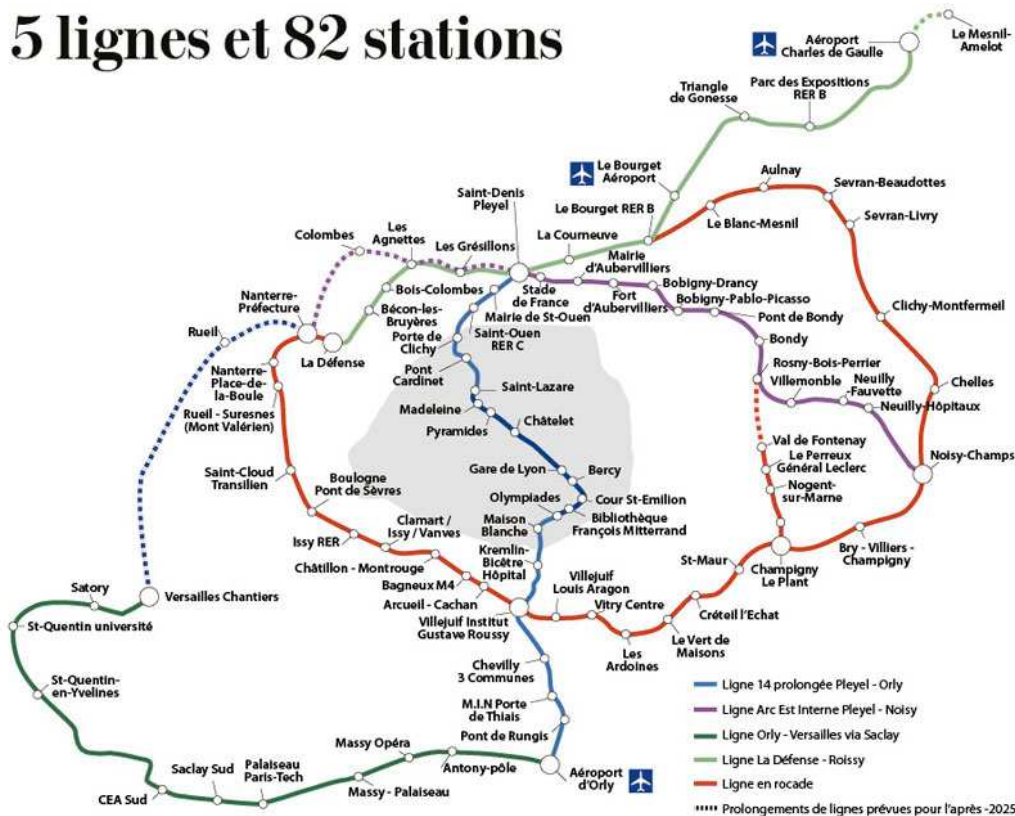 5 lignes et 82 stations
Le Mesnil-
Amelot
Aéroport
Charles de Gaulle
Parc des Expositions
RER B
Triangle
de Gonesse
Le Bourget
Aéroport
Aulnay
Sevran-Beaudottes
Saint-Denis
Pleyel
Le Bourget RER B
Le Blanc-Mesnil
Sevran-Livry
La Courneuve
Les
Agnettes
Colombes
Les Grésillons
Mairie
d'Aubervilliers
Stade
de France
Fort
d'Aubervilliers
Bobigny-Drancy
Bobigny-Pablo-Picasso
Pont de Bondy
Clichy-Montfermeil
Bois-Colombes
Nanterre-
Préfecture
Bécon-les-
Bruyères
Mairie de St-Ouen
Saint-Ouen
RER C
Porte de
Clichy
Rueil
La Défense
Bondy
Rosny-Bois-Perrier
Villemonble
Neuilly
-Fauvette
Neuilly-Hôpitaux
Chelles
Nanterre-
Place-de-
la-Boule
Pont
Cardinet
Saint-Lazare
Rueil - Suresnes
(Mont Valérien)
Madeleine
Pyramides
Châtelet
Val de Fontenay
Le Perreux
Général Leclerc
Nogent-
sur-Marne
Noisy-Champs
Saint-Cloud
Transilien
Boulogne
Pont de Sèvres
Gare de Lyon
Bercy
Olympiades
Cour St-Emilion
Bibliothèque
François Mitterrand
Maison
Blanche
Issy RER
Clamart /
Issy / Vanves
Châtillon - Montrouge
Kremlin-
Bicêtre
Hôpital
Bagneux M4
Arcueil - Cachan
Villejuif Institut
Gustave Roussy
Villejuif
Louis Aragon
Vitry Centre
Les
Ardoines
Le Vert de
Maisons
Créteil l'Echat
St-Maur
Champigny
Le Plant
Bry - Villiers -
Champigny
Satory
Versailles Chantiers
St-Quentin université
St-Quentin-
en-Yvelines
Chevilly
3 Communes
M.I.N Porte
de Thiais
Pont de Rungis
Massy Opéra
Antony-pôle
Aéroport
d'Orly
Massy - Palaiseau
Palaiseau
Paris-Tech
Saclay Sud
CEA Sud
Ligne 14 prolongée Pleyel - Orly
Ligne Arc Est Interne Pleyel - Noisy
Ligne Orly - Versailles via Saclay
Ligne La Défense - Roissy
Ligne en rocade
Prolongements de lignes prévues pour l'après -2025